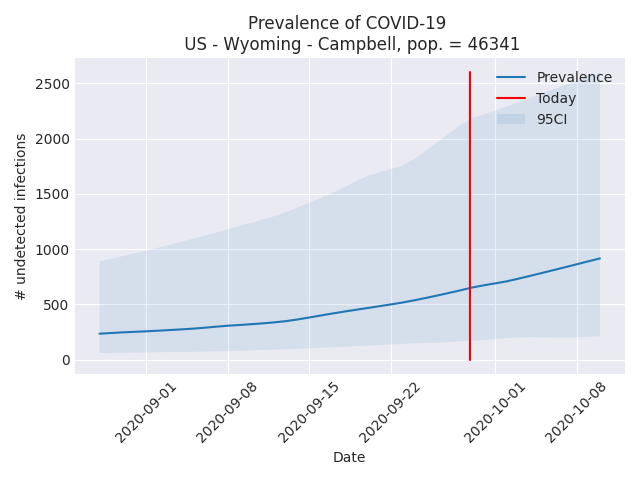 Prevalence of COVID-19
US - Wyoming - Campbell, pop. = 46341
Prevalence
Today
95CI
# undetected infections
2500
2000
1500
1000
500
0
2020-09-01
2020-09-08
2020-09-15
2020-09-22
2020-10-01
2020-10-08
Date